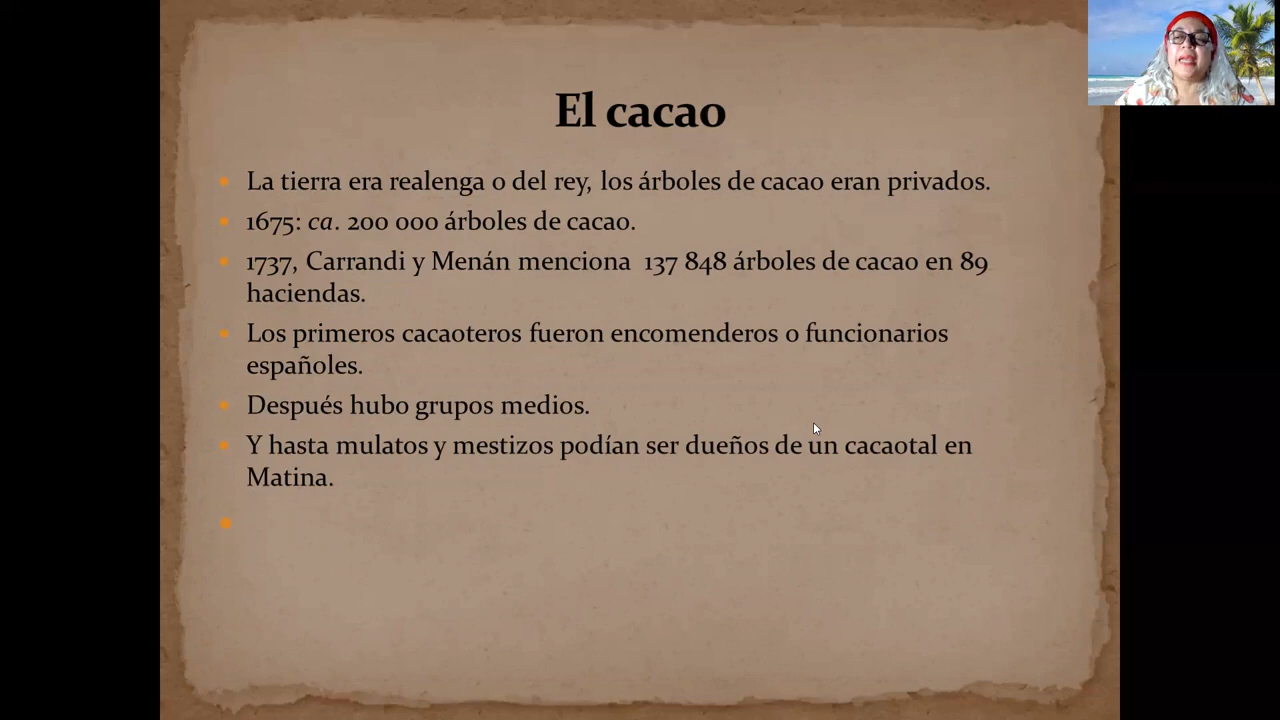 El cacao
La tierra era realenga o del rey, los árboles de cacao eran privados.
1675: ca. 200 000 árboles de cacao.
1737, Carrandi y Menán menciona 137 848 árboles de cacao en 89
haciendas.
Los primeros cacaoteros fueron encomenderos o funcionarios
españoles.
Después hubo grupos medios.
Y hasta mulatos y mestizos podían ser dueños de un cacaotal en
Matina.